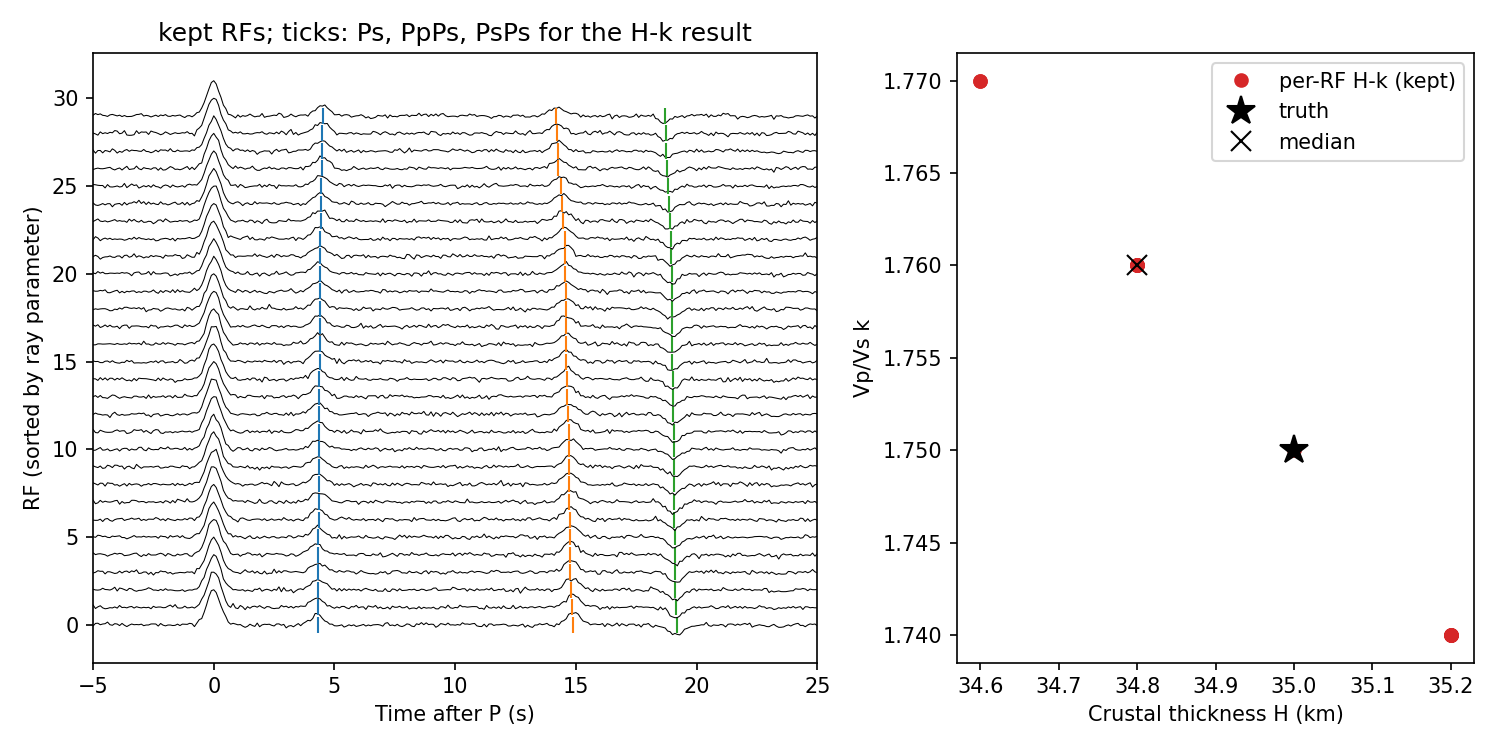 kept RFs; ticks: Ps, PpPs, PsPs for the H-k result
RF (sorted by ray parameter)
30
25
20
15
10
5
0
−5 0 5 10 15 20 25
Time after P (s)
per-RF H-k (kept)
truth
median
Vp/Vs k
1.770
1.765
1.760
1.755
1.750
1.745
1.740
34.6 34.7 34.8 34.9 35.0 35.1 35.2
Crustal thickness H (km)